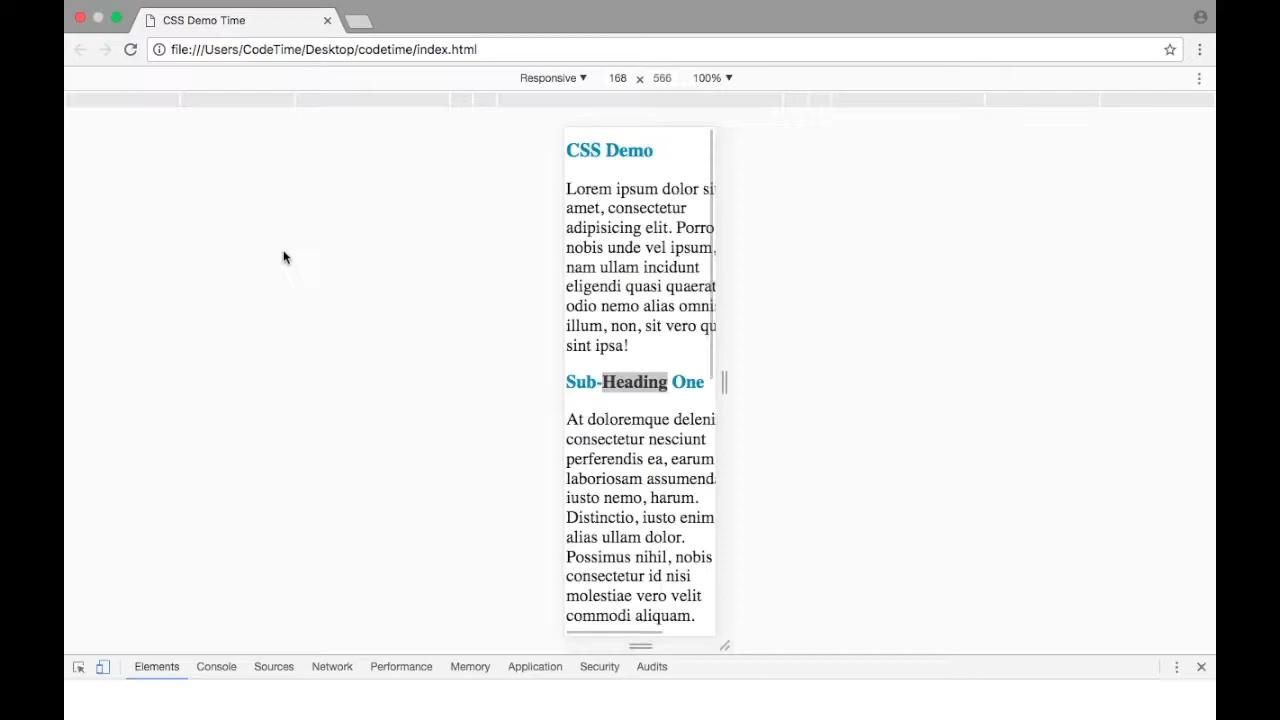 CSS Demo Time
file:///Users/CodeTime/Desktop/codetime/index.html
Responsive 168 × 566 100%
CSS Demo
Lorem ipsum dolor sit
amet, consectetur
adipisicing elit. Porro
nobis unde vel ipsum,
nam ullam incidunt
eligendi quasi quaerat
odio nemo alias omni
illum, non, sit vero qu
sint ipsa!
Sub-Heading One
At doloremque deleni
consectetur nesciunt
perferendis ea, earum
laboriosam assumend
iusto nemo, harum.
Distinctio, iusto enim
alias ullam dolor.
Possimus nihil, nobis
consectetur id nisi
molestiae vero velit
commodi aliquam.
Elements Console Sources Network Performance Memory Application Security Audits